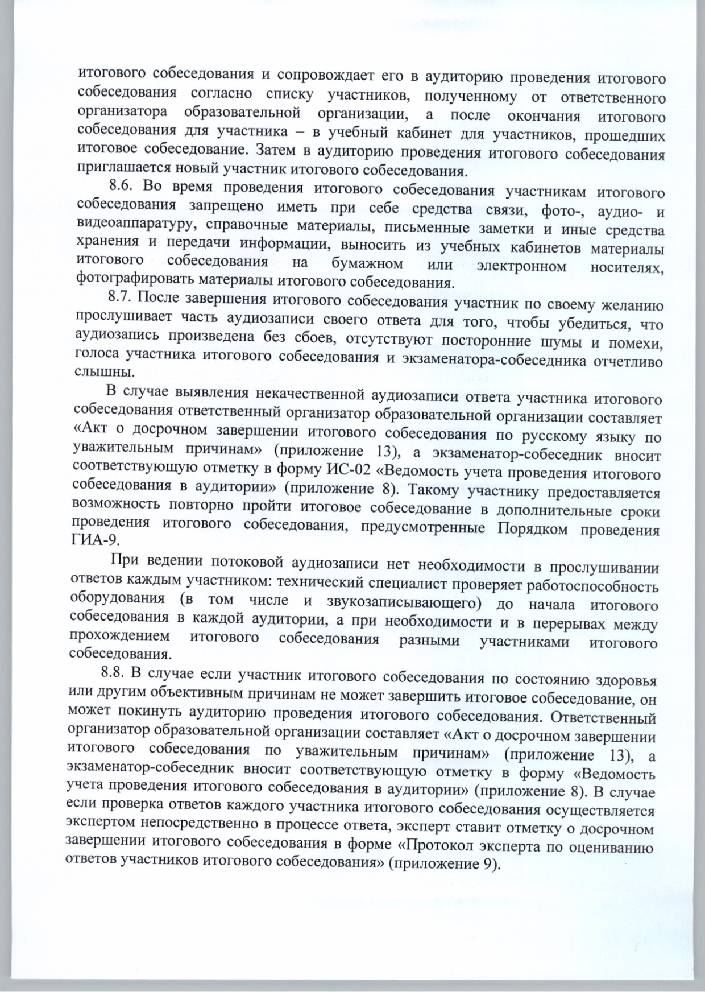 итогового собеседования и сопровождает его в аудиторию проведения итогового
собеседования согласно списку участников, полученному от ответственного
организатора образовательной организации, а после окончания итогового
собеседования для участника – в учебный кабинет для участников, прошедших
итоговое собеседование. Затем в аудиторию проведения итогового собеседования
приглашается новый участник итогового собеседования.
8.6. Во время проведения итогового собеседования участникам итогового
собеседования запрещено иметь при себе средства связи, фото-, аудио- и
видеоаппаратуру, справочные материалы, письменные заметки и иные средства
хранения и передачи информации, выносить из учебных кабинетов материалы
итогового собеседования на бумажном или электронном носителях,
фотографировать материалы итогового собеседования.
8.7. После завершения итогового собеседования участник по своему желанию
прослушивает часть аудиозаписи своего ответа для того, чтобы убедиться, что
аудиозапись произведена без сбоев, отсутствуют посторонние шумы и помехи,
голоса участника итогового собеседования и экзаменатора-собеседника отчетливо
слышны.
В случае выявления некачественной аудиозаписи ответа участника итогового
собеседования ответственный организатор образовательной организации составляет
«Акт о досрочном завершении итогового собеседования по русскому языку по
уважительным причинам» (приложение 13), а экзаменатор-собеседник вносит
соответствующую отметку в форму ИС-02 «Ведомость учета проведения итогового
собеседования в аудитории» (приложение 8). Такому участнику предоставляется
возможность повторно пройти итоговое собеседование в дополнительные сроки
проведения итогового собеседования, предусмотренные Порядком проведения
ГИА-9.
При ведении потоковой аудиозаписи нет необходимости в прослушивании
ответов каждым участником: технический специалист проверяет работоспособность
оборудования (в том числе и звукозаписывающего) до начала итогового
собеседования в каждой аудитории, а при необходимости и в перерывах между
прохождением итогового собеседования разными участниками итогового
собеседования.
8.8. В случае если участник итогового собеседования по состоянию здоровья
или другим объективным причинам не может завершить итоговое собеседование, он
может покинуть аудиторию проведения итогового собеседования. Ответственный
организатор образовательной организации составляет «Акт о досрочном завершении
итогового собеседования по уважительным причинам» (приложение 13), а
экзаменатор-собеседник вносит соответствующую отметку в форму «Ведомость
учета проведения итогового собеседования в аудитории» (приложение 8). В случае
если проверка ответов каждого участника итогового собеседования осуществляется
экспертом непосредственно в процессе ответа, эксперт ставит отметку о досрочном
завершении итогового собеседования в форме «Протокол эксперта по оцениванию
ответов участников итогового собеседования» (приложение 9).